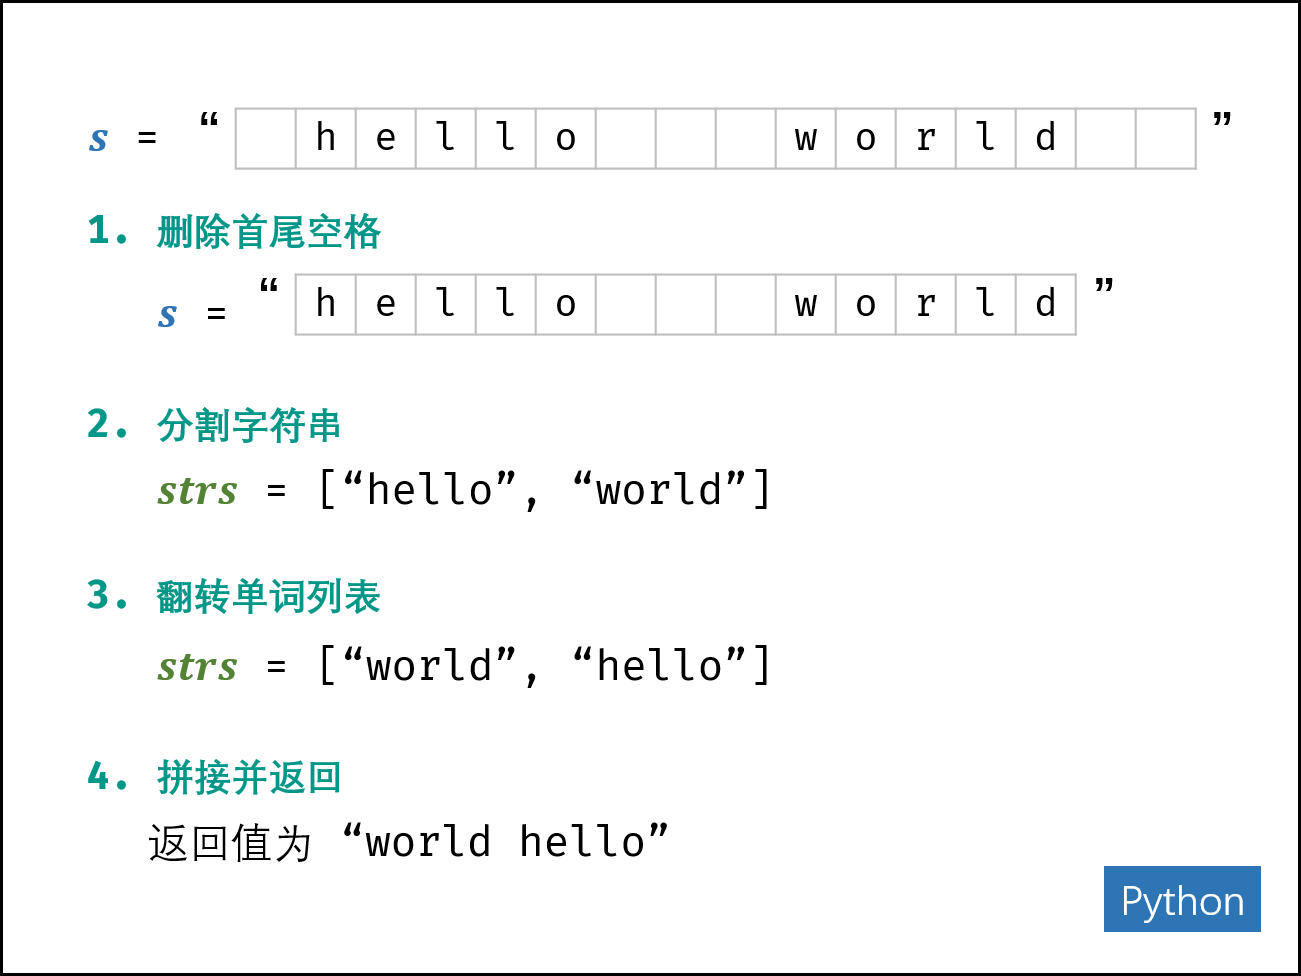 s = “ hello   world  ”
1. 删除首尾空格
s = “hello   world”
2. 分割字符串
strs = [“hello”, “world”]
3. 翻转单词列表
strs = [“world”, “hello”]
4. 拼接并返回
返回值为 “world hello”
Python